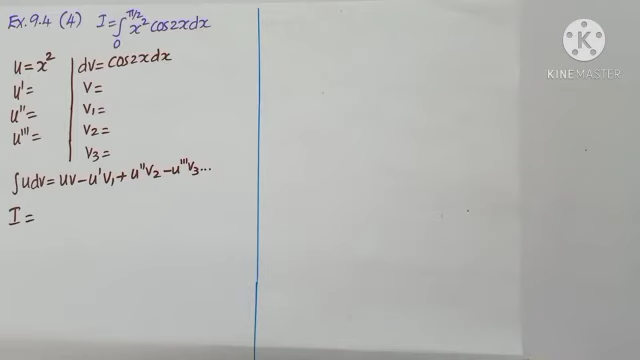 Ex. 9.4 (4) I = ∫₀^(π/2) x² cos2x dx
u = x² dv = cos2x dx
u' = v =
u'' = v₁ =
u''' = v₂ =
v₃ =
∫u dv = uv - u'v₁ + u''v₂ - u'''v₃...
I =
KINEMASTER